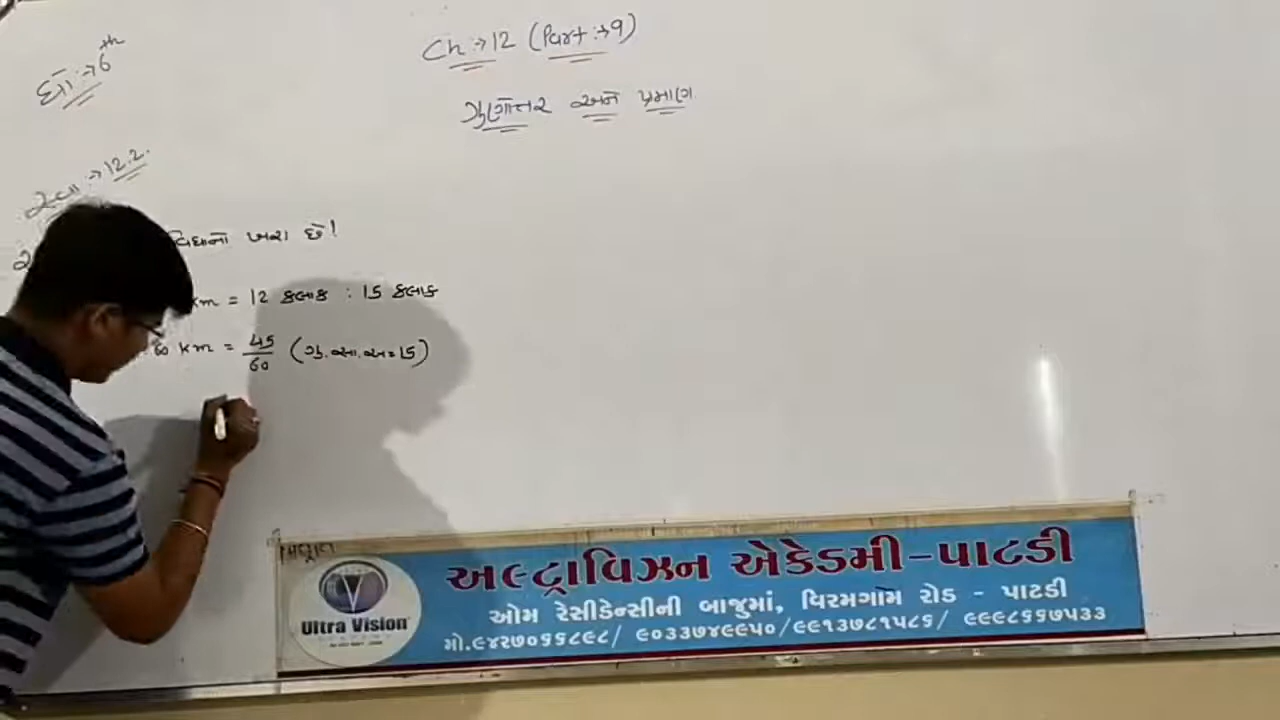 ધો :→ 6th
Ch :→ 12 (Part :→ 9)
ગુણોત્તર અને પ્રમાણ
સ્વા :→ 12.2.
વિધાનો ખરા છે!
km = 12 કલાક : 15 કલાક
60 km = 45/60 (ગુ.સા.અ=15)
અલ્ટ્રાવિઝન એકેડમી-પાટડી
ઓમ રેસીડેન્સીની બાજુમાં, વિરમગોમ રોડ - પાટડી
મો.૯૪૨૭૦૬૬૮૯૮/ ૯૦૩૩૭૪૯૯૫૦/૯૯૧૩૭૮૧૫૮૬/ ૯૯૯૮૬૬૭૫૩૩
Ultra Vision